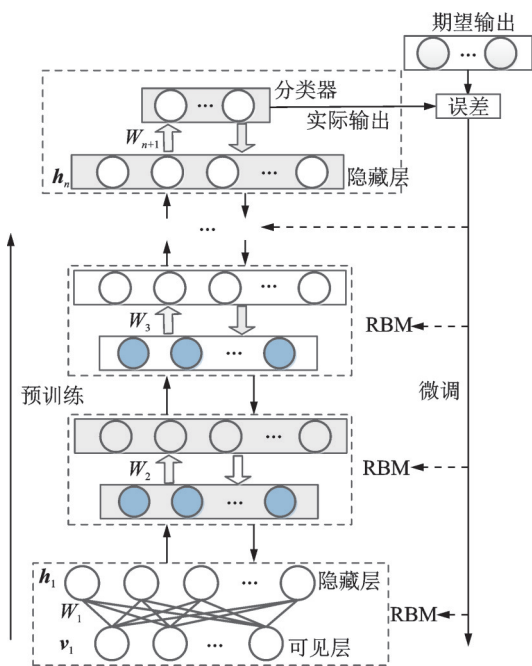 期望输出
…
分类器
…
实际输出
误差
W_{n+1}
h_n
…
隐藏层
…
…
W_3
RBM
…
预训练
微调
…
W_2
RBM
…
h_1
…
隐藏层
W_1
RBM
v_1
…
可见层